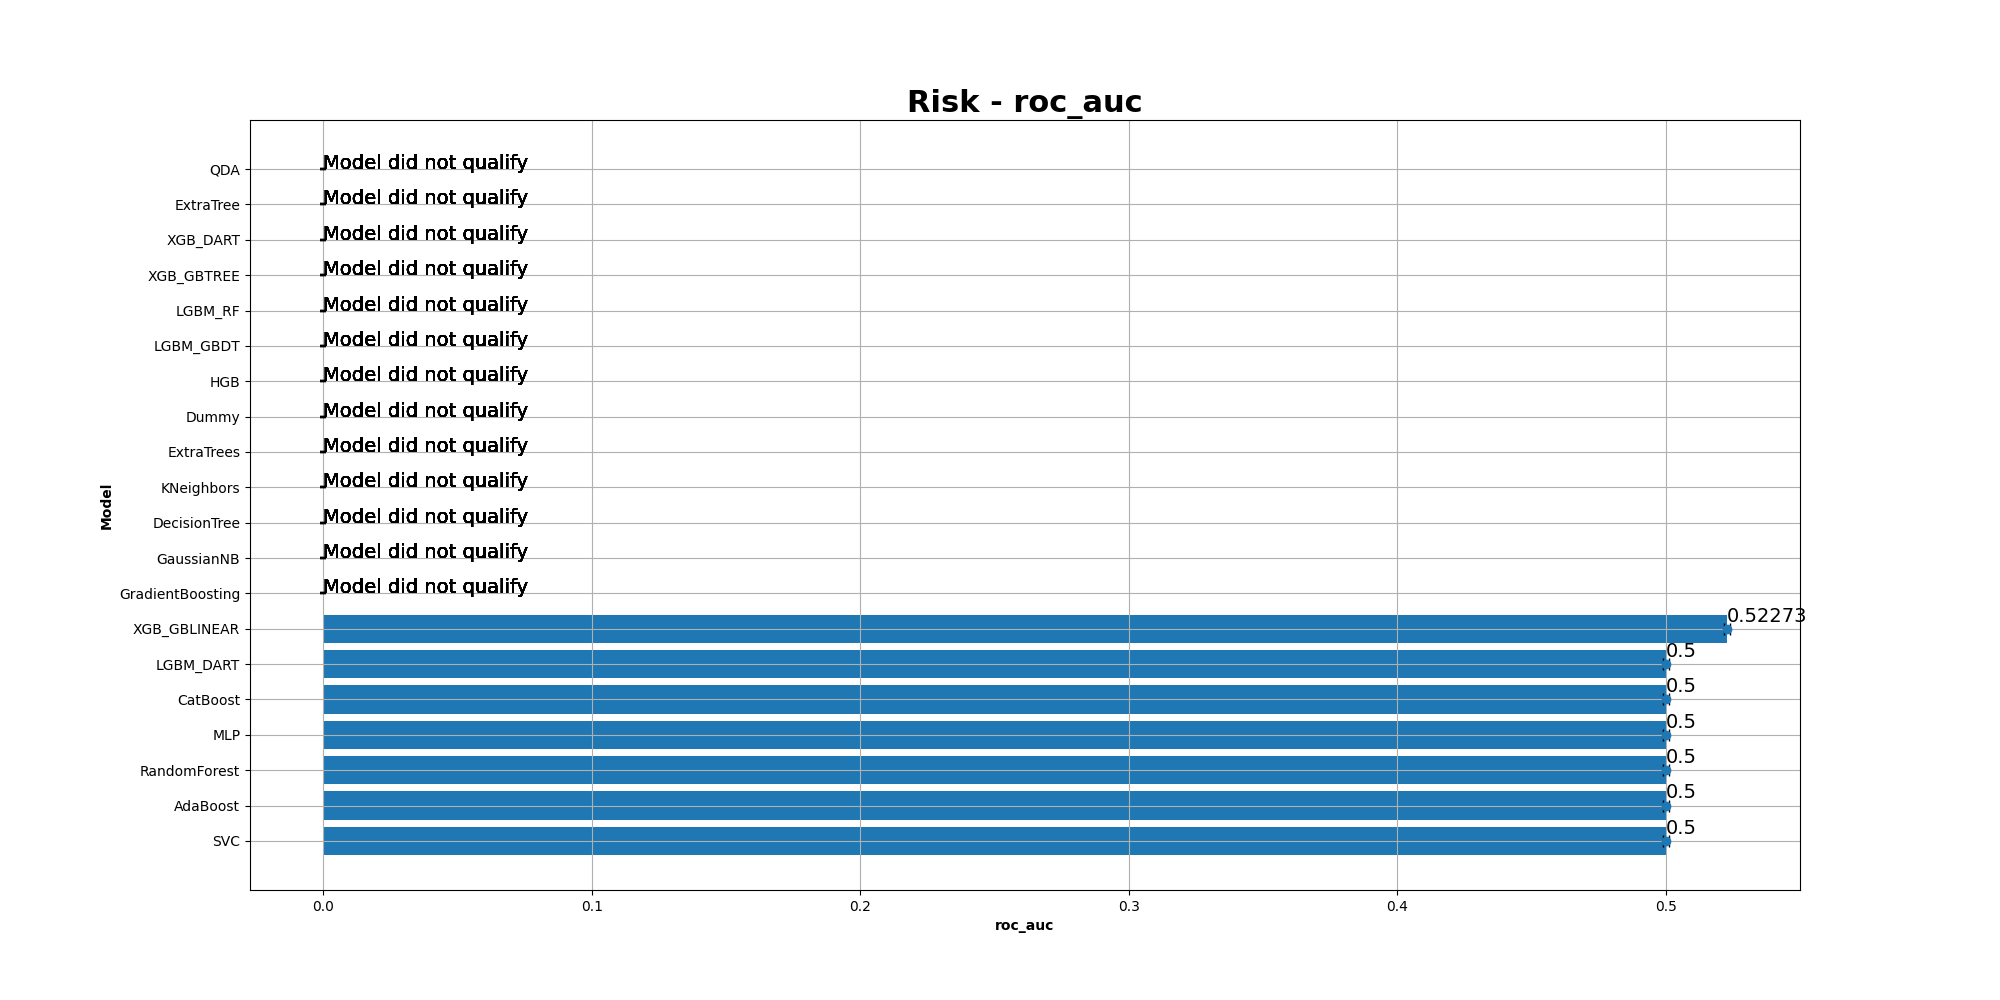 Risk - roc_auc
QDA Model did not qualify
ExtraTree Model did not qualify
XGB_DART Model did not qualify
XGB_GBTREE Model did not qualify
LGBM_RF Model did not qualify
LGBM_GBDT Model did not qualify
HGB Model did not qualify
Dummy Model did not qualify
ExtraTrees Model did not qualify
KNeighbors Model did not qualify
DecisionTree Model did not qualify
GaussianNB Model did not qualify
GradientBoosting Model did not qualify
XGB_GBLINEAR 0.52273
LGBM_DART 0.5
CatBoost 0.5
MLP 0.5
RandomForest 0.5
AdaBoost 0.5
SVC 0.5
Model
0.0 0.1 0.2 0.3 0.4 0.5
roc_auc